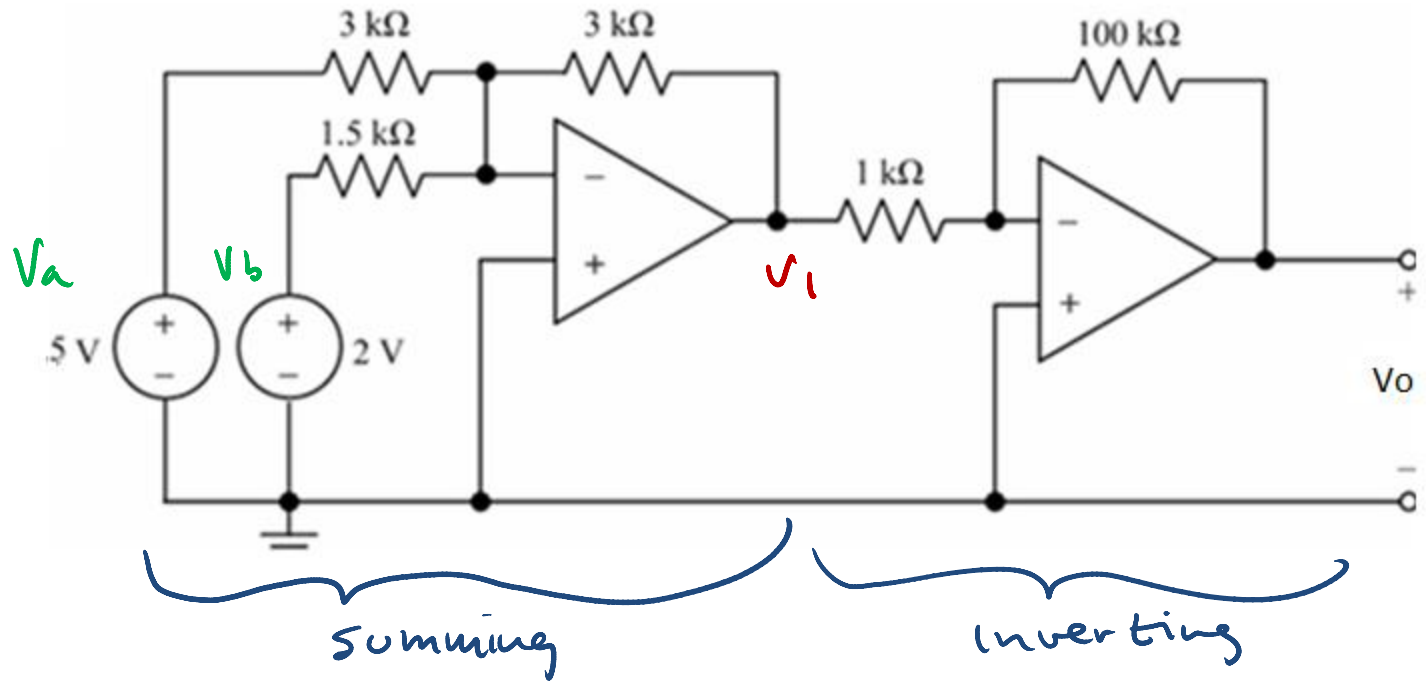 3 kΩ
3 kΩ
100 kΩ
1.5 kΩ
1 kΩ
−
−
+
+
Va
Vb
V1
+
−
.5 V
+
−
2 V
+
Vo
−
summing
inverting